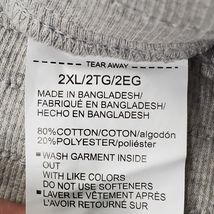 TEAR AWAY
2XL/2TG/2EG
MADE IN BANGLADESH/
FABRIQUÉ EN BANGLADESH/
HECHO EN BANGLADESH/
80%COTTON/COTON/algodón
20%POLYESTER/poliéster
—WASH GARMENT INSIDE
OUT
WITH LIKE COLORS
DO NOT USE SOFTENERS
LAVER LE VÊTEMENT APRÈS
L'AVOIR RETOURNÉ SUR